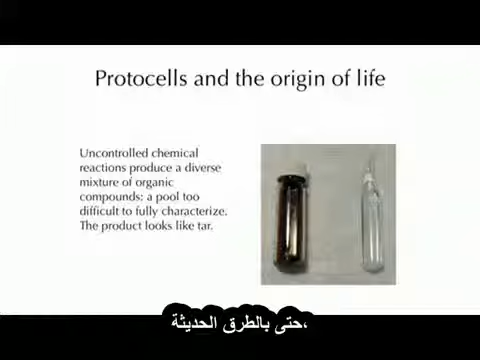 Protocells and the origin of life
Uncontrolled chemical
reactions produce a diverse
mixture of organic
compounds: a pool too
difficult to fully characterize.
The product looks like tar.
حتى بالطرق الحديثة،